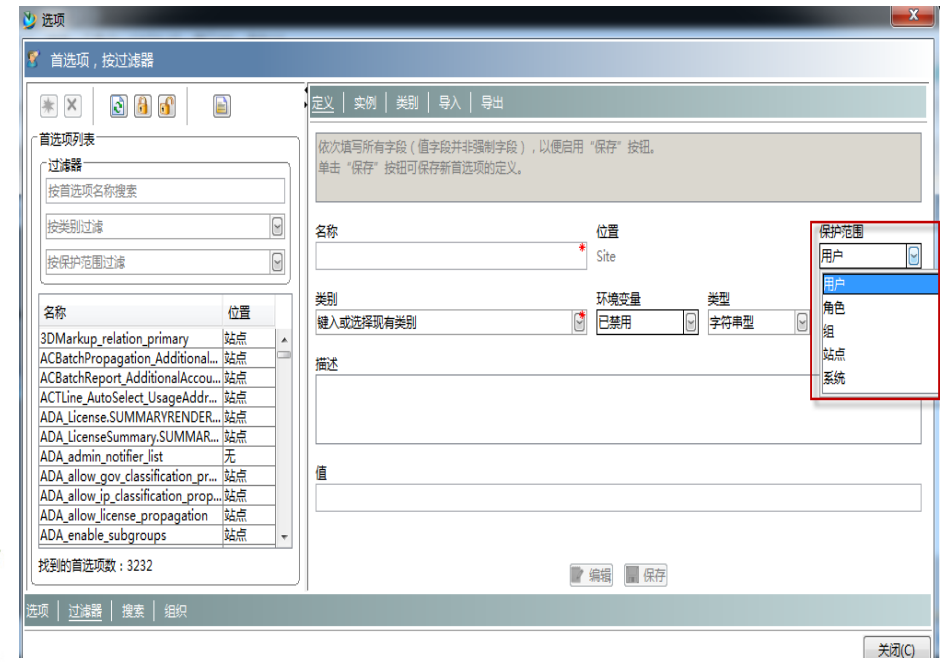 选项
首选项，按过滤器
首选项列表
过滤器
按首选项名称搜索
按类别过滤
按保护范围过滤
名称 位置
3DMarkup_relation_primary 站点
ACBatchPropagation_Additional... 站点
ACBatchReport_AdditionalAccou... 站点
ACTLine_AutoSelect_UsageAddr... 站点
ADA_License.SUMMARYRENDER... 站点
ADA_LicenseSummary.SUMMAR... 站点
ADA_admin_notifier_list 无
ADA_allow_gov_classification_pr... 站点
ADA_allow_ip_classification_prop... 站点
ADA_allow_license_propagation 站点
ADA_enable_subgroups 站点
找到的首选项数：3232
定义 实例 类别 导入 导出
依次填写所有字段（值字段并非强制字段），以便启用“保存”按钮。
单击“保存”按钮可保存新首选项的定义。
名称 位置 保护范围
* Site 用户
用户
角色
组
站点
系统
类别 环境变量 类型
键入或选择现有类别 * 已禁用 字符串型
描述
值
编辑 保存
选项 过滤器 搜索 组织
关闭(C)